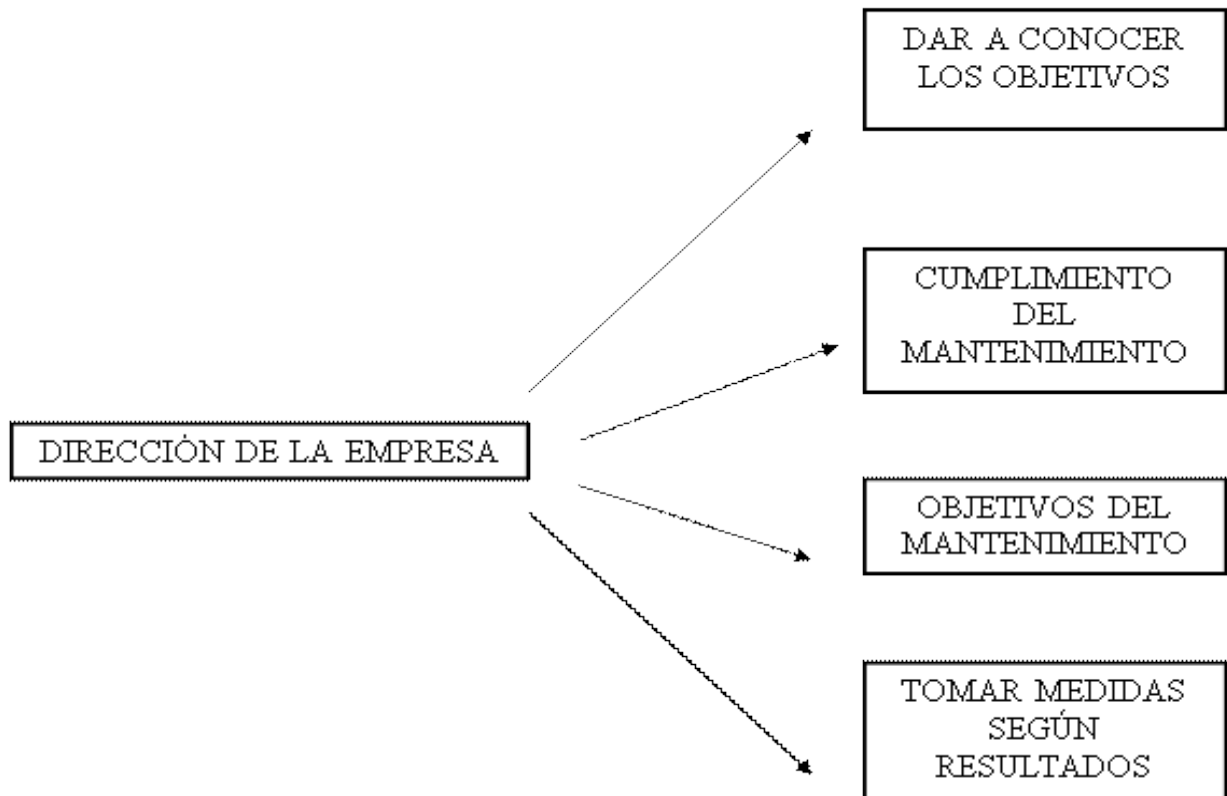 DAR A CONOCER
LOS OBJETIVOS
CUMPLIMIENTO
DEL
MANTENIMIENTO
DIRECCIÓN DE LA EMPRESA
OBJETIVOS DEL
MANTENIMIENTO
TOMAR MEDIDAS
SEGÚN
RESULTADOS